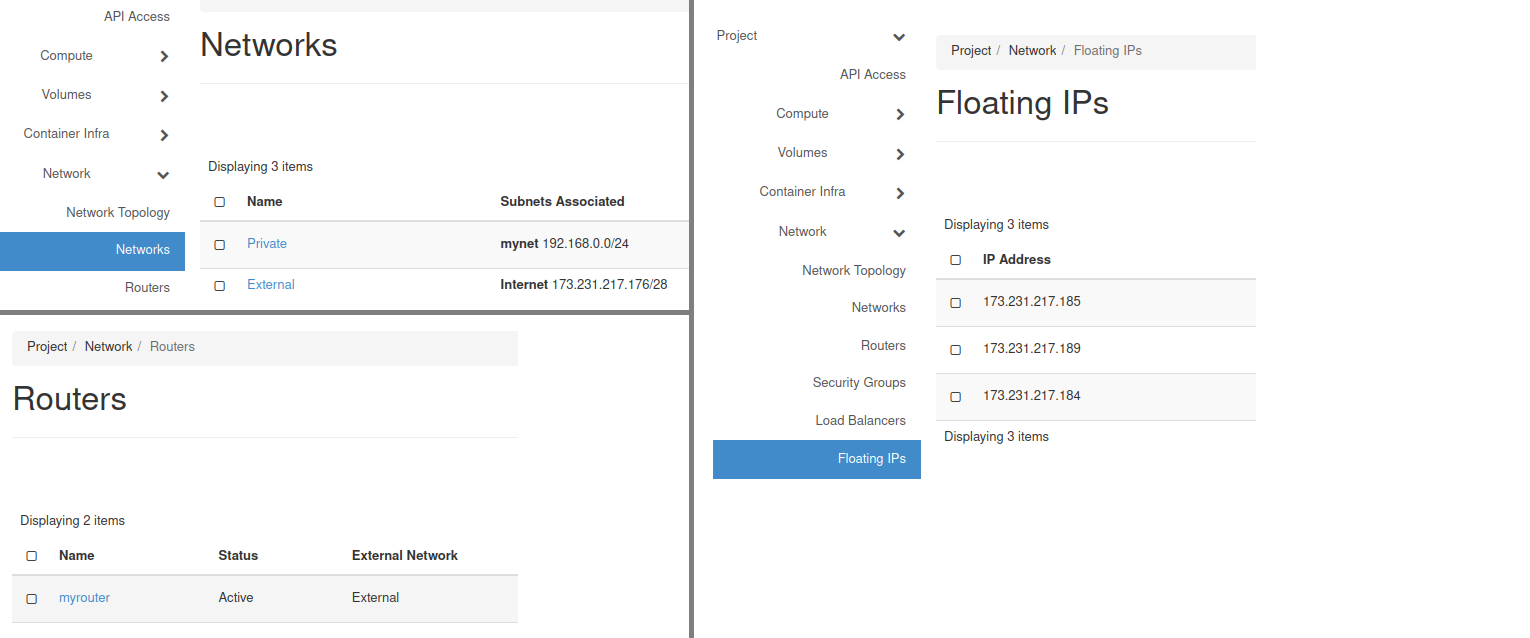 API Access
Compute
Volumes
Container Infra
Network
Network Topology
Networks
Routers
Networks
Displaying 3 items
Name Subnets Associated
Private mynet 192.168.0.0/24
External Internet 173.231.217.176/28
Project / Network / Routers
Routers
Displaying 2 items
Name Status External Network
myrouter Active External
Project
API Access
Compute
Volumes
Container Infra
Network
Network Topology
Networks
Routers
Security Groups
Load Balancers
Floating IPs
Project / Network / Floating IPs
Floating IPs
Displaying 3 items
IP Address
173.231.217.185
173.231.217.189
173.231.217.184
Displaying 3 items